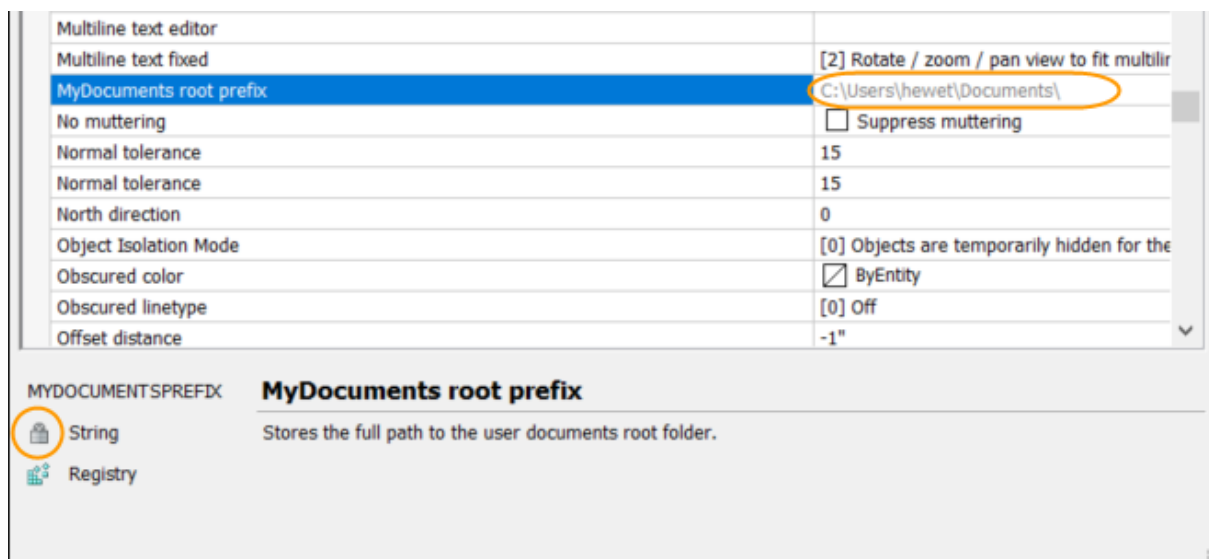 Multiline text editor
Multiline text fixed [2] Rotate / zoom / pan view to fit multilin
MyDocuments root prefix C:\Users\hewet\Documents\
No muttering Suppress muttering
Normal tolerance 15
Normal tolerance 15
North direction 0
Object Isolation Mode [0] Objects are temporarily hidden for the
Obscured color ByEntity
Obscured linetype [0] Off
Offset distance -1"
MYDOCUMENTSPREFIX MyDocuments root prefix
String Stores the full path to the user documents root folder.
Registry